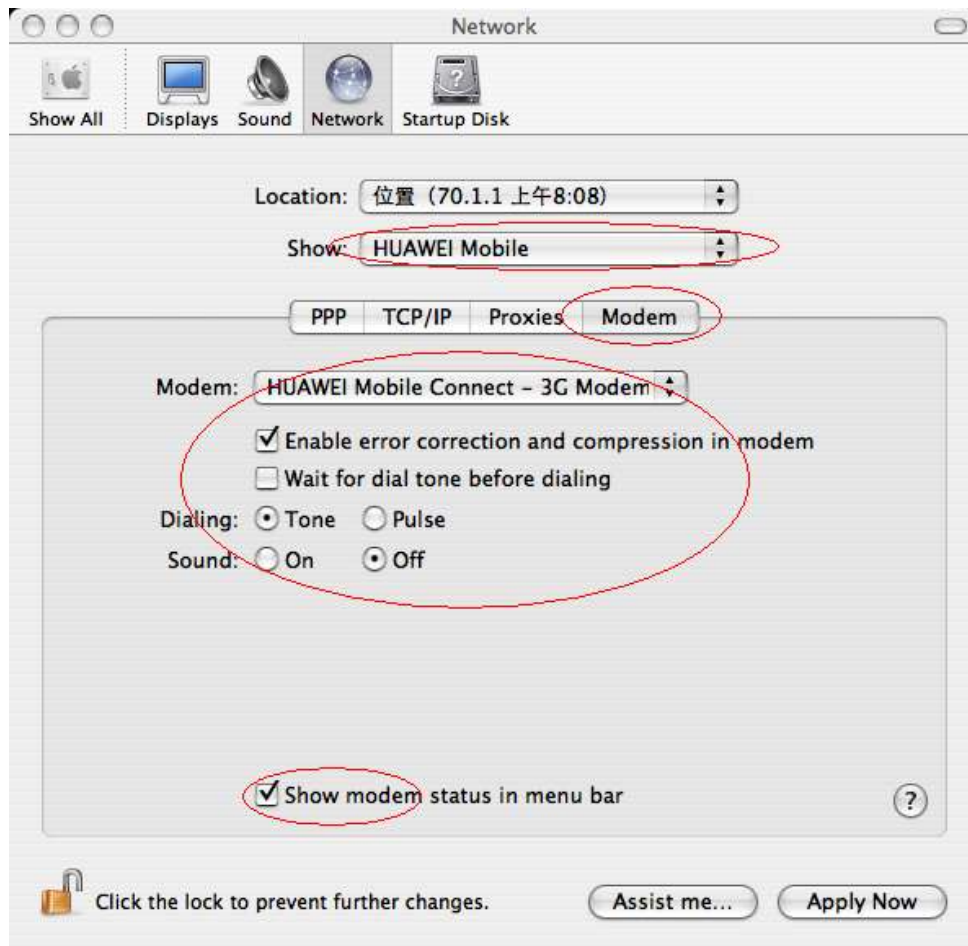 Network
Show All Displays Sound Network Startup Disk
Location: 位置 (70.1.1 上午8:08)
Show: HUAWEI Mobile
PPP TCP/IP Proxies Modem
Modem: HUAWEI Mobile Connect - 3G Modem
Enable error correction and compression in modem
Wait for dial tone before dialing
Dialing: Tone Pulse
Sound: On Off
Show modem status in menu bar
?
Click the lock to prevent further changes. Assist me... Apply Now